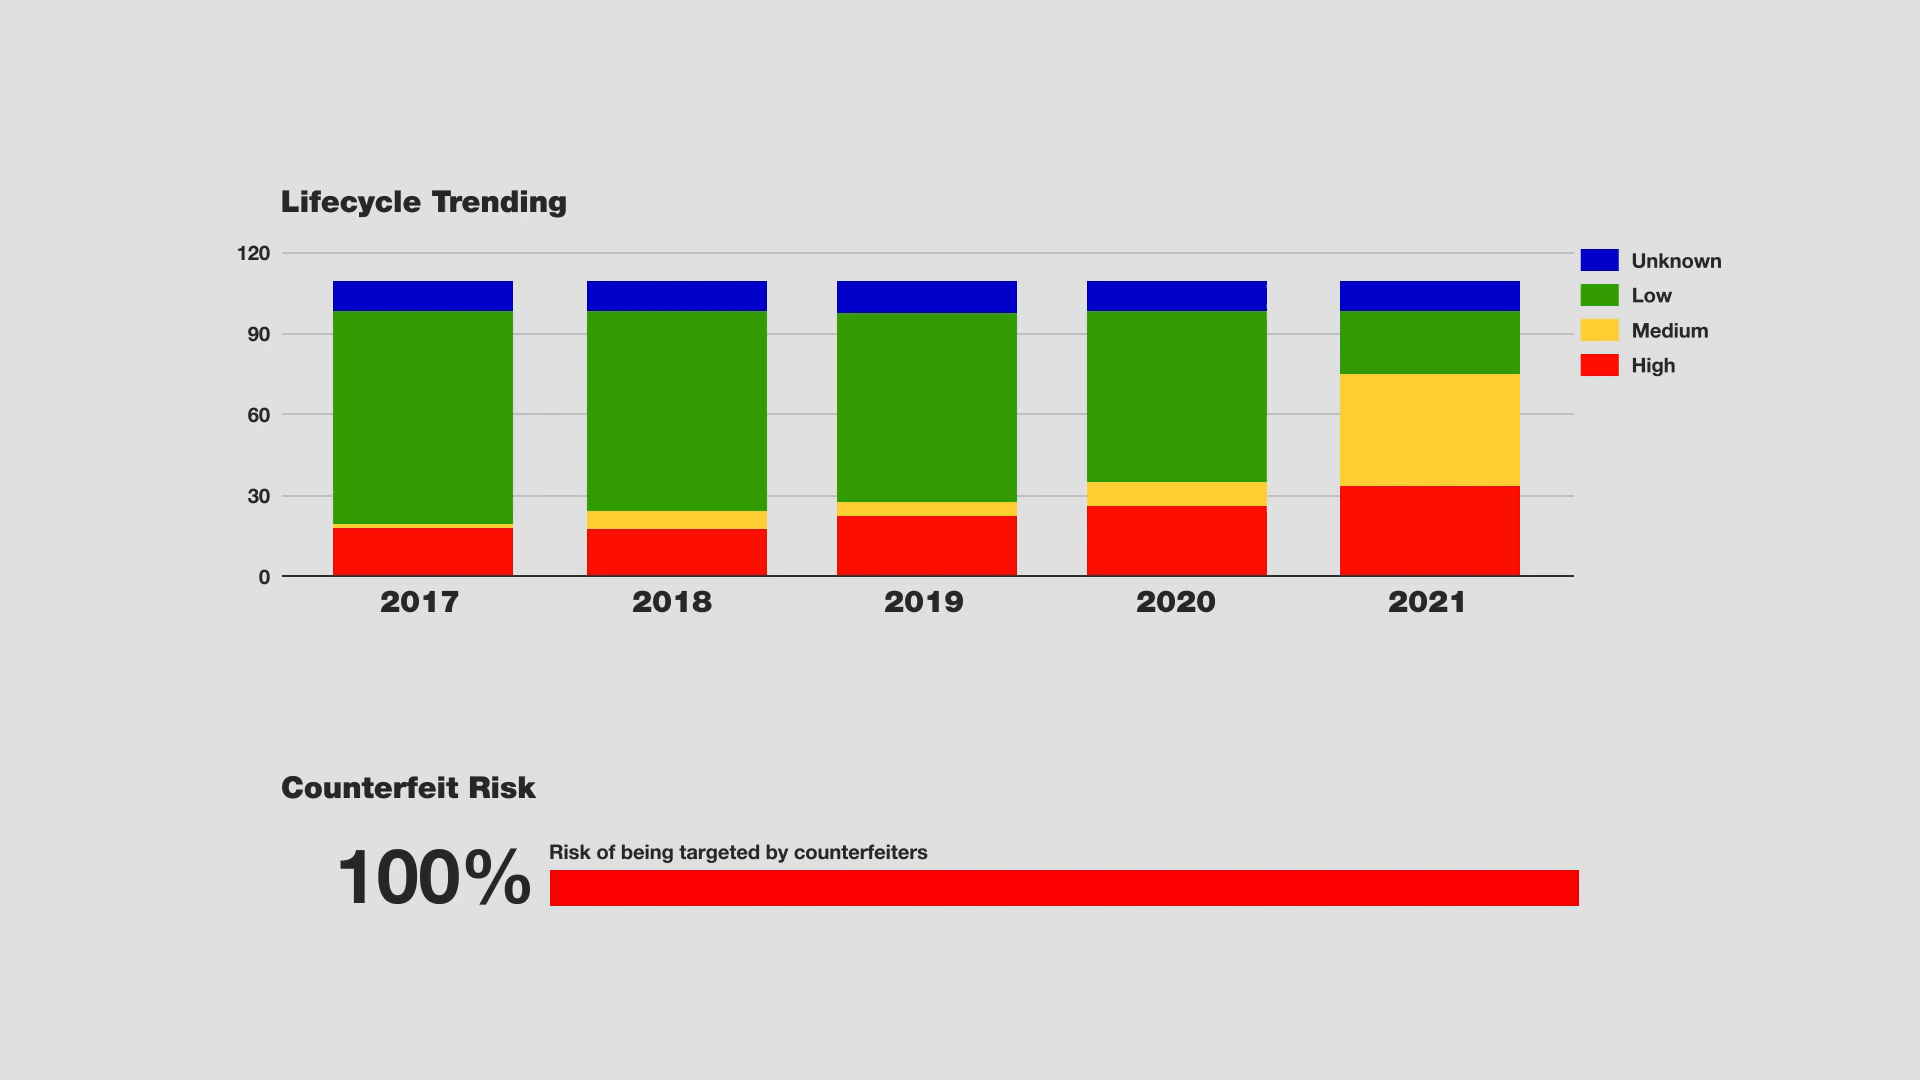 Lifecycle Trending
120
90
60
30
0
Unknown
Low
Medium
High
2017 2018 2019 2020 2021
Counterfeit Risk
100%
Risk of being targeted by counterfeiters